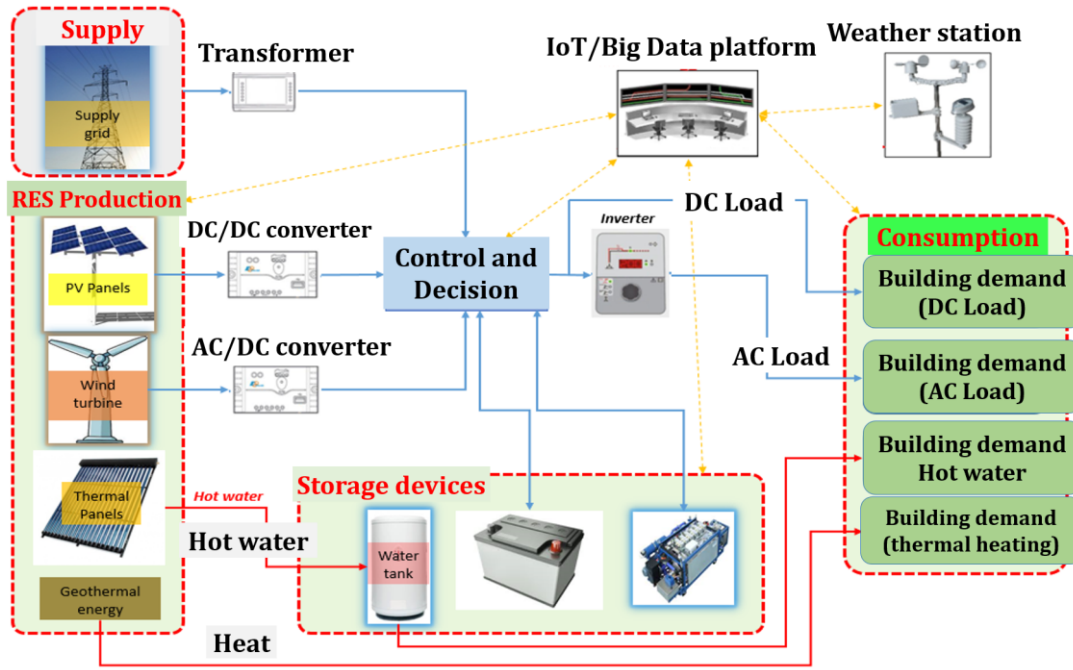 Supply
Supply
grid
Transformer
IoT/Big Data platform
Weather station
RES Production
PV Panels
DC/DC converter
Control and
Decision
Inverter
DC Load
Consumption
Building demand
(DC Load)
Wind
turbine
AC/DC converter
AC Load
Building demand
(AC Load)
Thermal
Panels
Hot water
Hot water
Storage devices
Water
tank
Building demand
Hot water
Building demand
(thermal heating)
Geothermal
energy
Heat